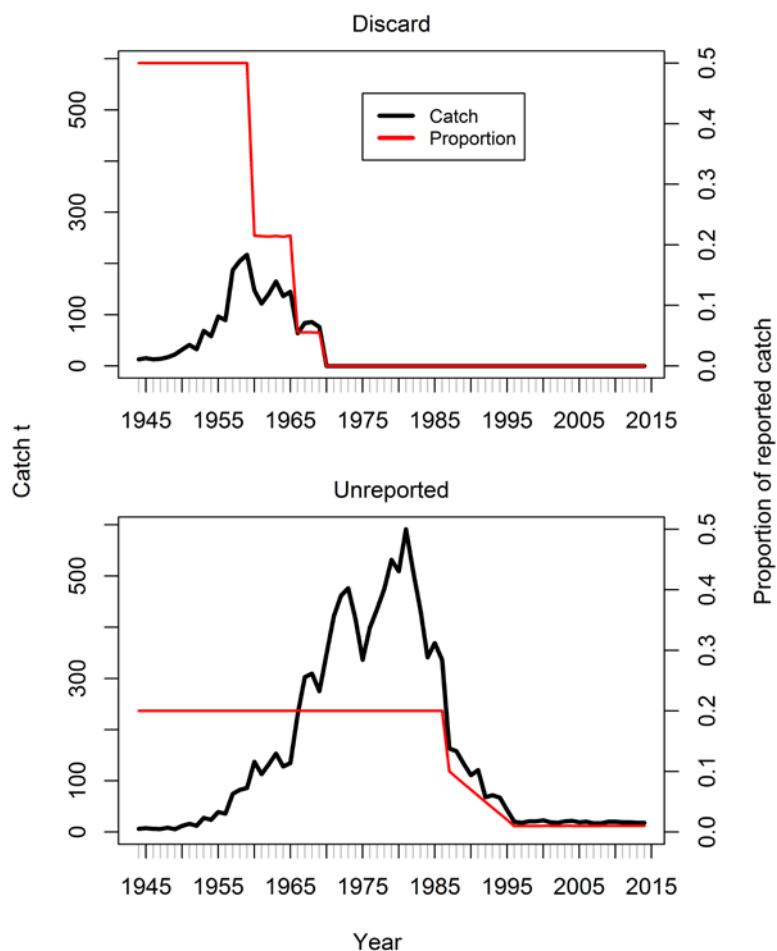 Discard
Catch
Proportion
0 100 300 500
0.0 0.1 0.2 0.3 0.4 0.5
1945 1955 1965 1975 1985 1995 2005 2015
Unreported
0 100 300 500
0.0 0.1 0.2 0.3 0.4 0.5
1945 1955 1965 1975 1985 1995 2005 2015
Catch t
Proportion of reported catch
Year